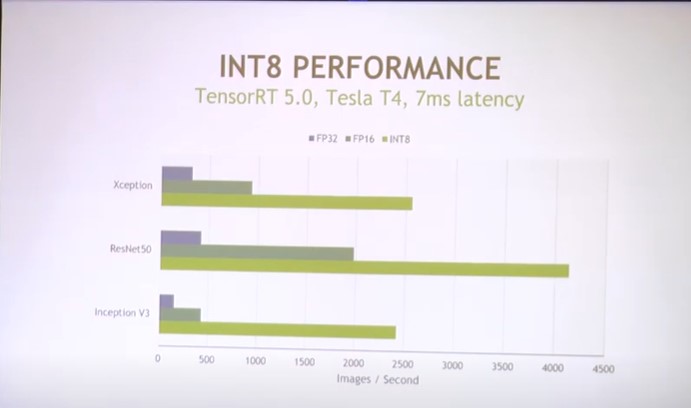 INT8 PERFORMANCE
TensorRT 5.0, Tesla T4, 7ms latency
FP32 FP16 INT8
Xception
ResNet50
Inception V3
0 500 1000 1500 2000 2500 3000 3500 4000 4500
Images / Second